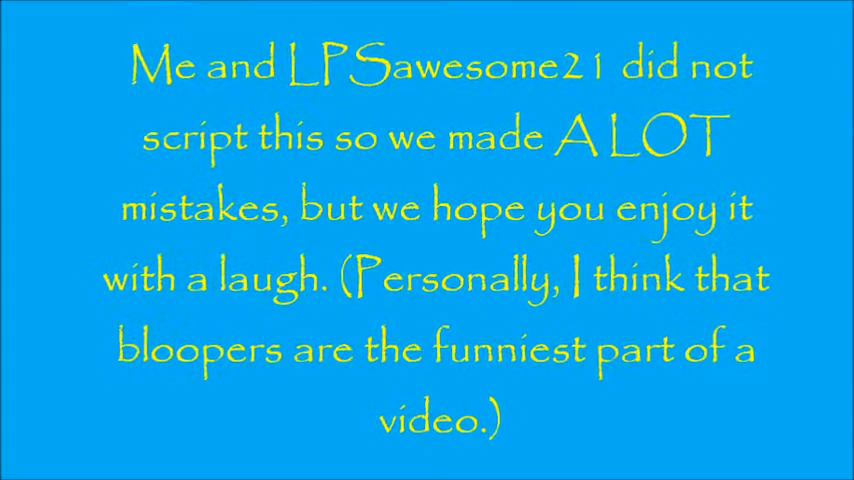 Me and LPSawesome21 did not
script this so we made A LOT
mistakes, but we hope you enjoy it
with a laugh. (Personally, I think that
bloopers are the funniest part of a
video.)